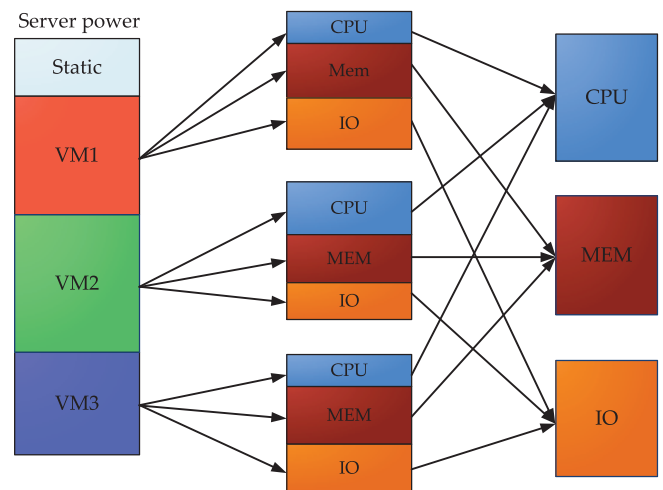 Server power
Static
VM1
VM2
VM3
CPU
Mem
IO
CPU
MEM
IO
CPU
MEM
IO
CPU
MEM
IO